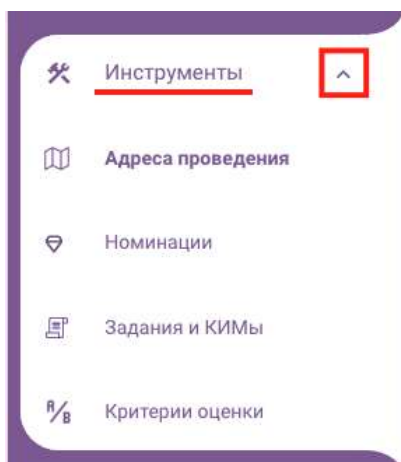 Инструменты
Адреса проведения
Номинации
Задания и КИМы
A/B Критерии оценки